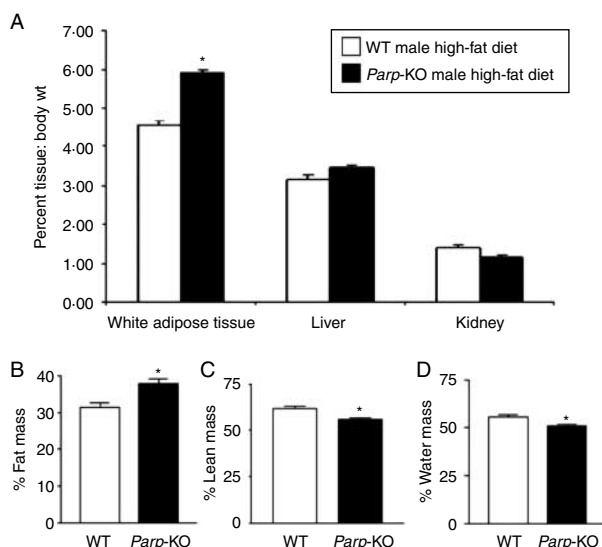 A
7·00
6·00
5·00
4·00
3·00
2·00
1·00
0·00
Percent tissue: body wt
*
WT male high-fat diet
Parp-KO male high-fat diet
White adipose tissue Liver Kidney
B
40
30
20
10
0
% Fat mass
*
WT Parp-KO
C
75
50
25
0
% Lean mass
*
WT Parp-KO
D
75
50
25
0
% Water mass
*
WT Parp-KO